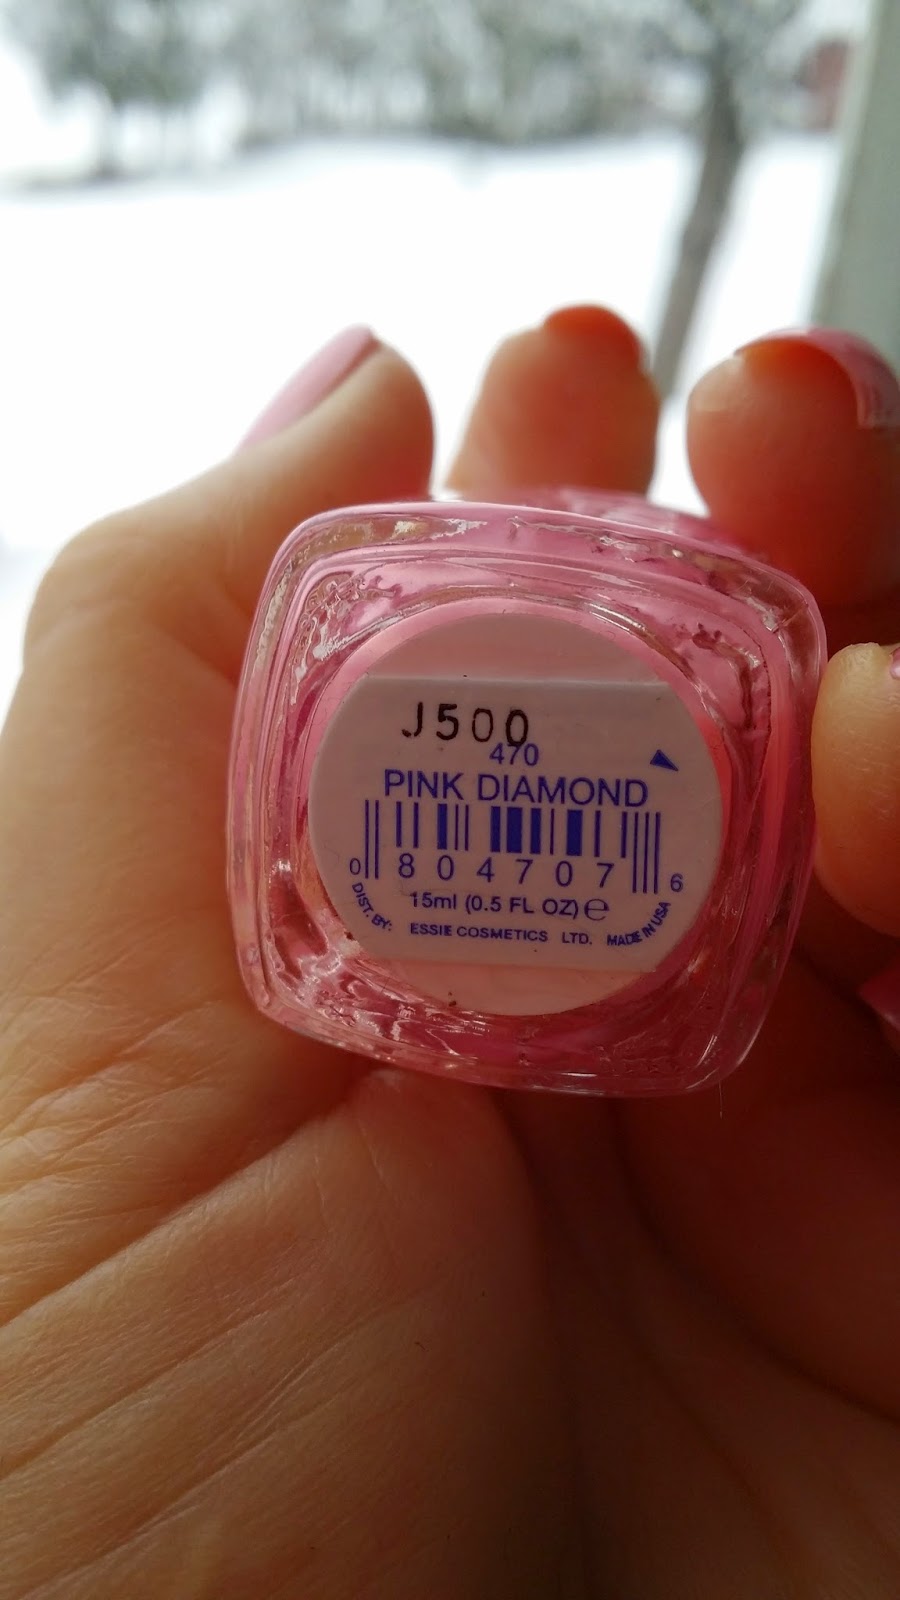 J500
470
PINK DIAMOND
0 804707 6
15ml (0.5 FL OZ) ℮
DIST. BY: ESSIE COSMETICS LTD. MADE IN USA